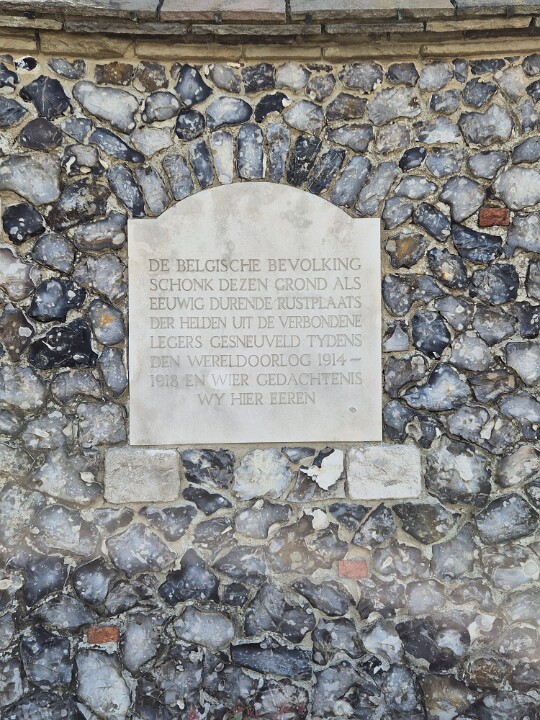 DE BELGISCHE BEVOLKING
SCHONK DEZEN GROND ALS
EEUWIG DURENDE RUSTPLAATS
DER HELDEN UIT DE VERBONDENE
LEGERS GESNEUVELD TYDENS
DEN WERELDOORLOG 1914 –
1918 EN WIER GEDACHTENIS
WY HIER EEREN